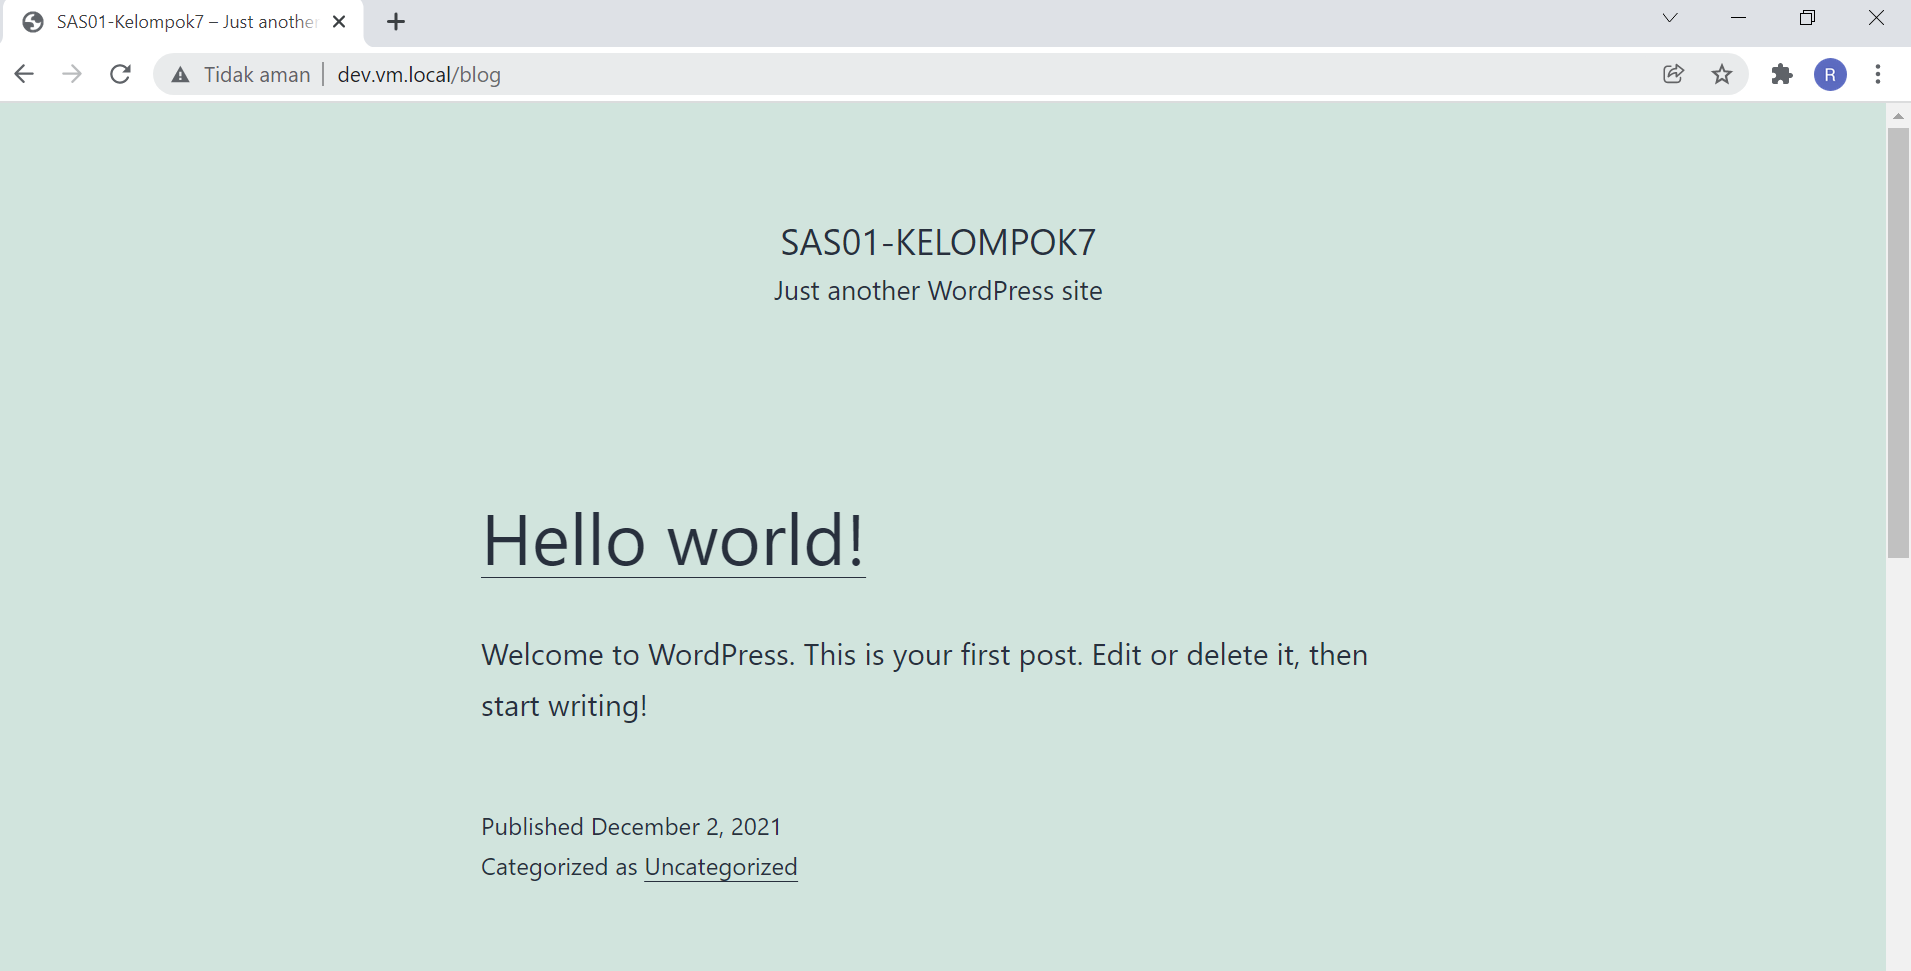 SAS01-Kelompok7 – Just another
Tidak aman
dev.vm.local/blog
R
SAS01-KELOMPOK7
Just another WordPress site
Hello world!
Welcome to WordPress. This is your first post. Edit or delete it, then
start writing!
Published December 2, 2021
Categorized as Uncategorized